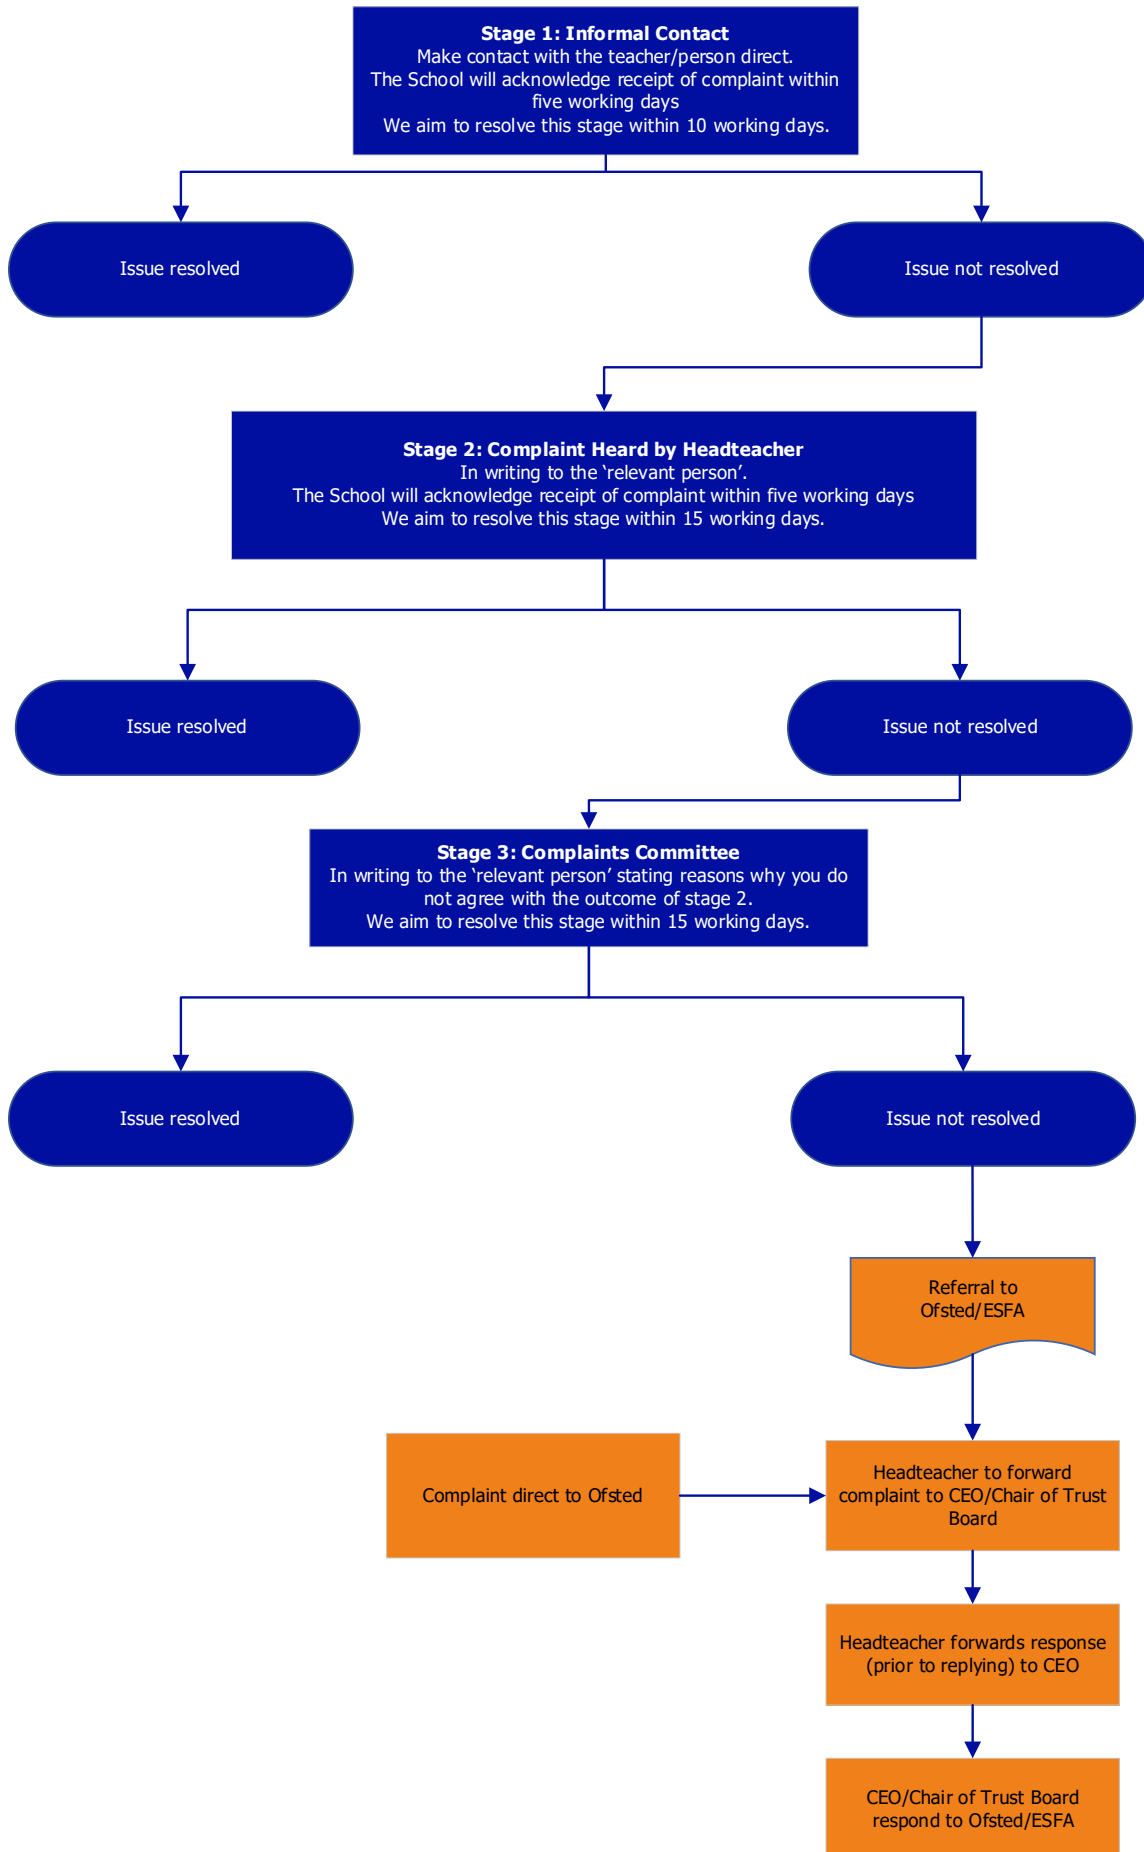 Stage 1: Informal Contact
Make contact with the teacher/person direct.
The School will acknowledge receipt of complaint within
five working days
We aim to resolve this stage within 10 working days.
Issue resolved
Issue not resolved
Stage 2: Complaint Heard by Headteacher
In writing to the ‘relevant person’.
The School will acknowledge receipt of complaint within five working days
We aim to resolve this stage within 15 working days.
Issue resolved
Issue not resolved
Stage 3: Complaints Committee
In writing to the ‘relevant person’ stating reasons why you do
not agree with the outcome of stage 2.
We aim to resolve this stage within 15 working days.
Issue resolved
Issue not resolved
Referral to
Ofsted/ESFA
Complaint direct to Ofsted
Headteacher to forward
complaint to CEO/Chair of Trust
Board
Headteacher forwards response
(prior to replying) to CEO
CEO/Chair of Trust Board
respond to Ofsted/ESFA